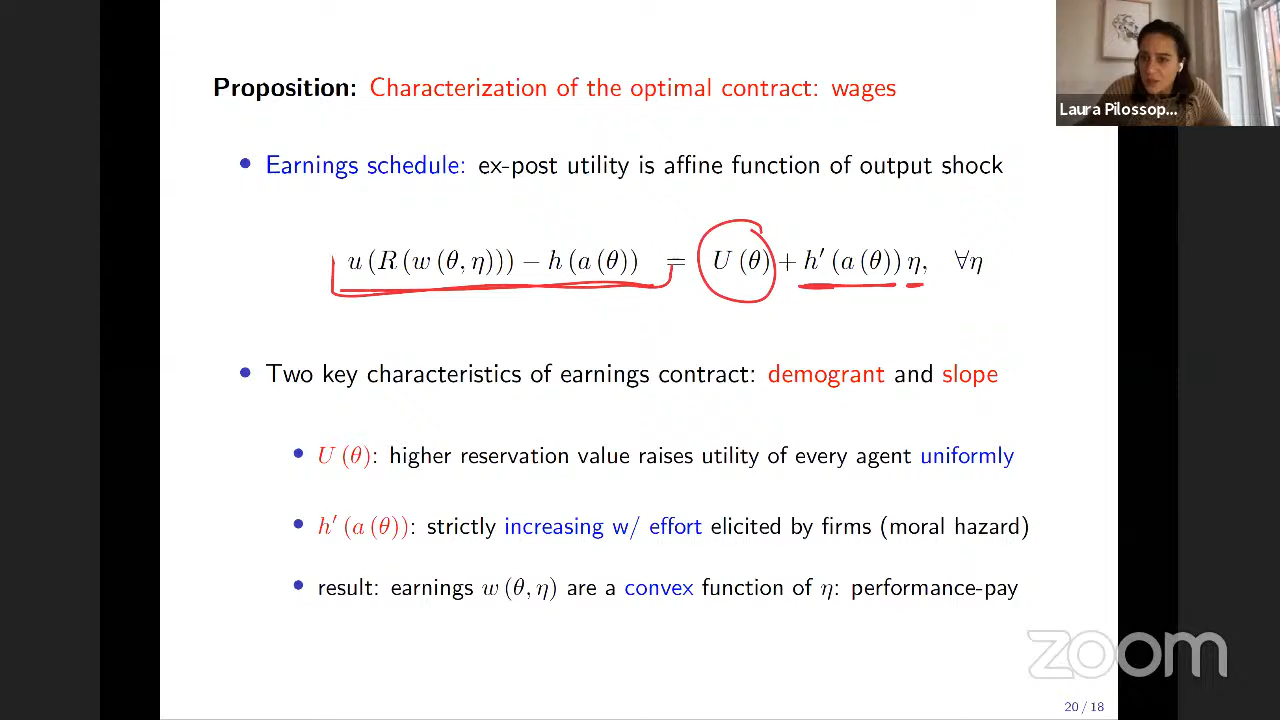 Proposition: Characterization of the optimal contract: wages
Laura Pilossop...
• Earnings schedule: ex-post utility is affine function of output shock
u (R (w (θ, η))) − h (a (θ)) = U (θ) + h′ (a (θ)) η, ∀η
• Two key characteristics of earnings contract: demogrant and slope
• U (θ): higher reservation value raises utility of every agent uniformly
• h′ (a (θ)): strictly increasing w/ effort elicited by firms (moral hazard)
• result: earnings w (θ, η) are a convex function of η: performance-pay
zoom
20 / 18